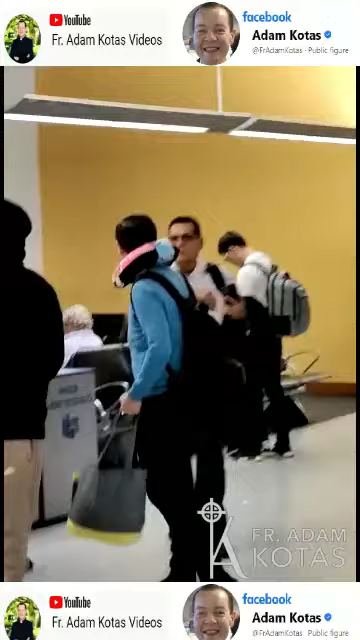 YouTube
Fr. Adam Kotas Videos
facebook
Adam Kotas
@FrAdamKotas · Public figure
FR. ADAM
KOTAS
YouTube
Fr. Adam Kotas Videos
facebook
Adam Kotas
@FrAdamKotas · Public figure